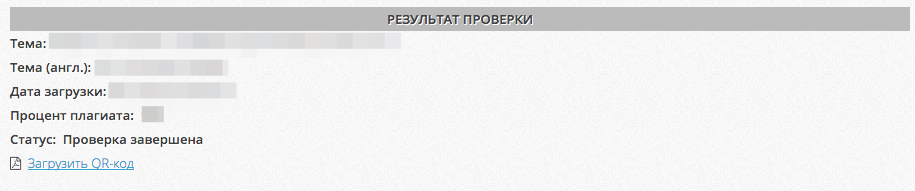 РЕЗУЛЬТАТ ПРОВЕРКИ
Тема:
Тема (англ.):
Дата загрузки:
Процент плагиата:
Статус: Проверка завершена
Загрузить QR-код